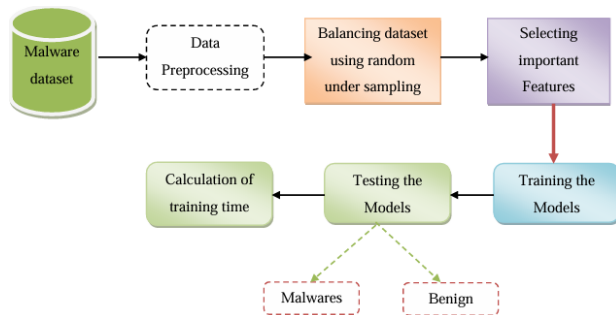 Malware
dataset
Data
Preprocessing
Balancing dataset
using random
under sampling
Selecting
important
Features
Calculation of
training time
Testing the
Models
Training the
Models
Malwares
Benign